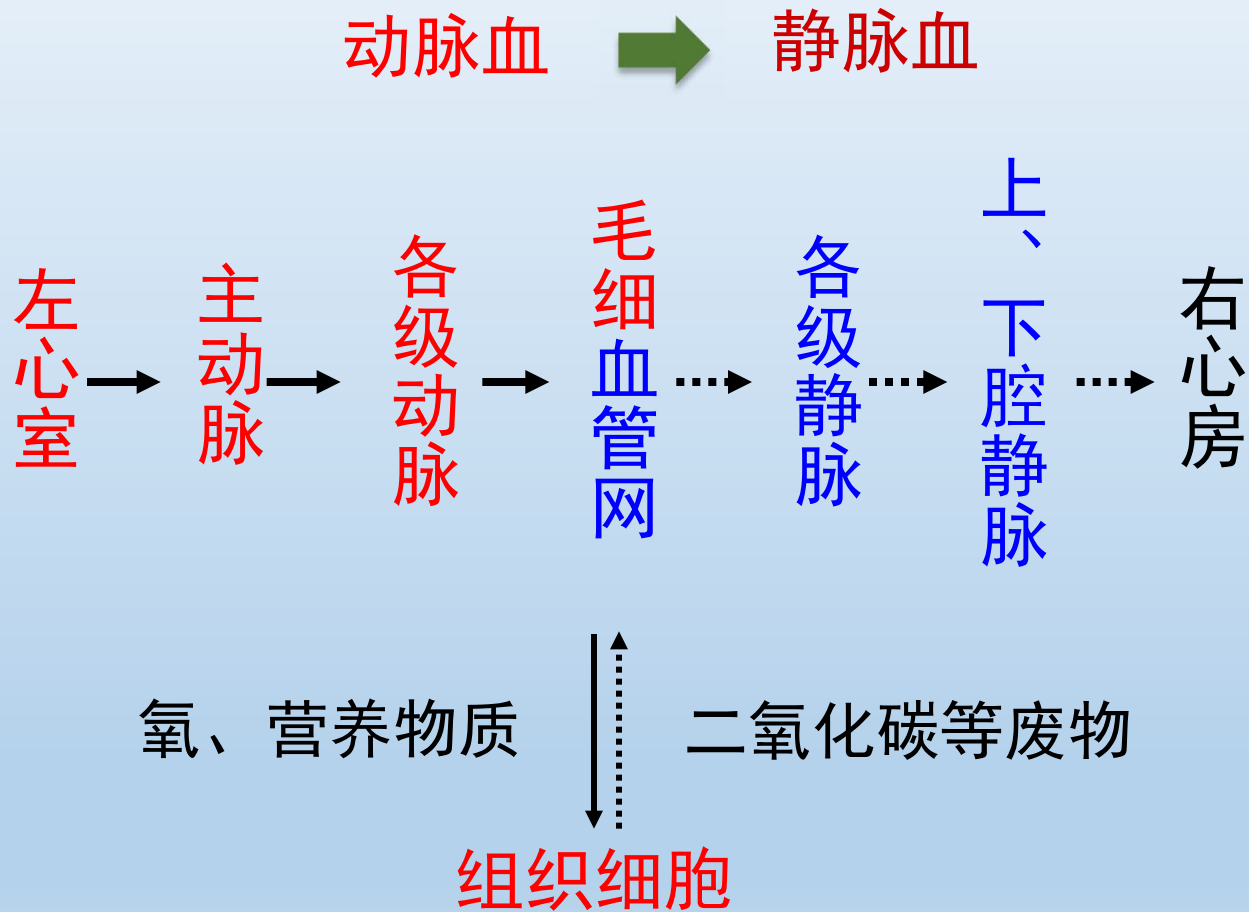 动脉血 静脉血
左心室
主动脉
各级动脉
毛细血管网
各级静脉
上、下腔静脉
右心房
氧、营养物质
二氧化碳等废物
组织细胞